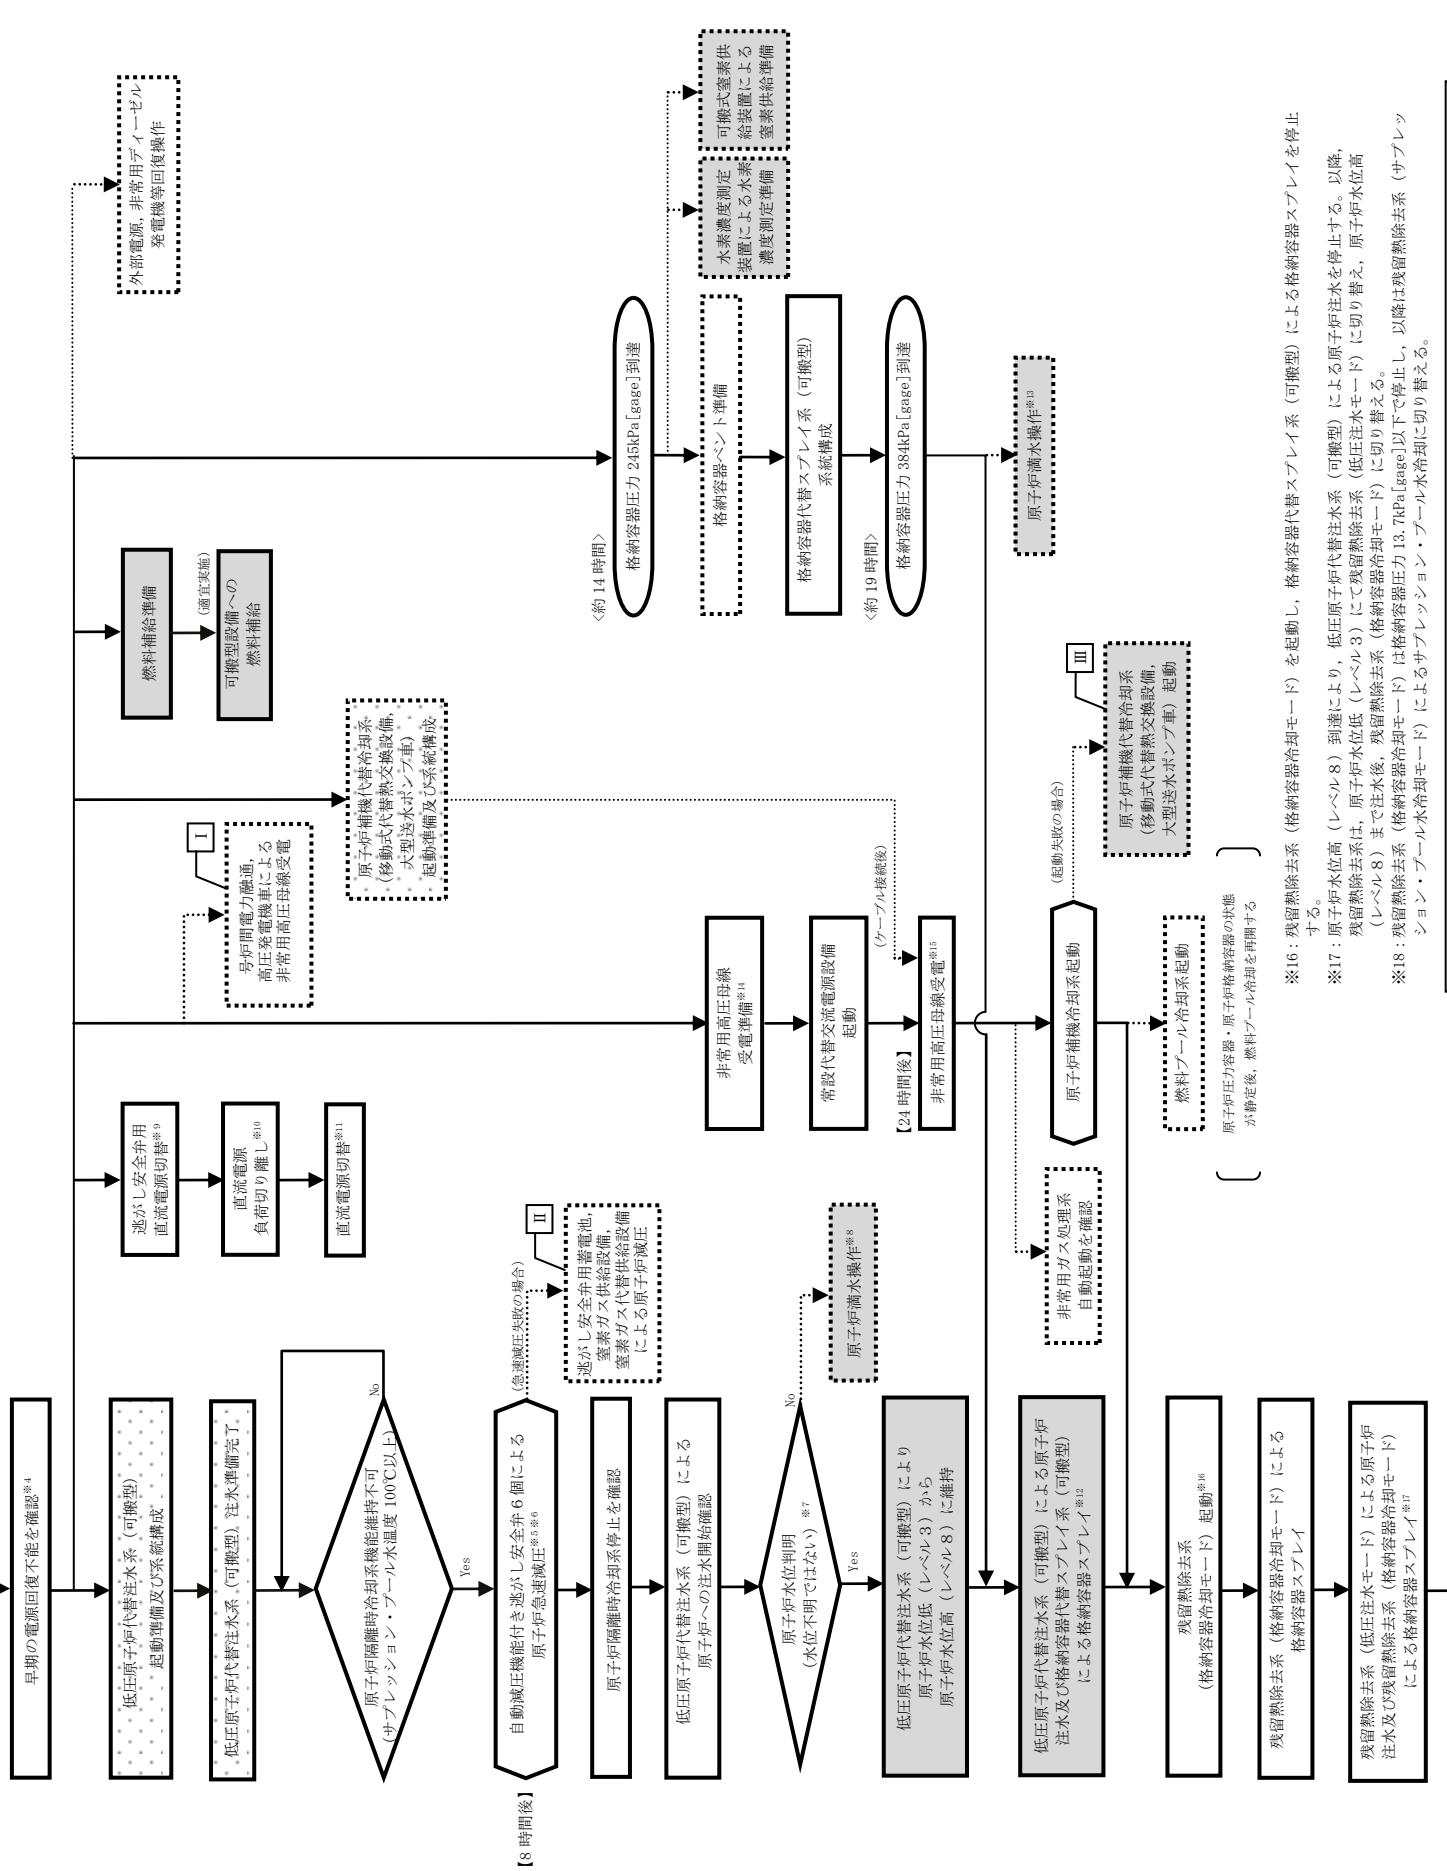 早期の電源回復不能を確認※4
低圧原子炉代替注水系（可搬型）
起動準備及び系統構成
低圧原子炉代替注水系（可搬型）注水準備完了
原子炉隔離時冷却系機能維持不可
（サプレッション・プール水温度 100℃以上）
No
Yes
【8 時間後】
自動減圧機能付き逃がし安全弁 6 個による
原子炉急速減圧※5※6
（急速減圧失敗の場合）
Ⅱ
逃がし安全弁用蓄電池，
窒素ガス供給設備，
窒素ガス代替供給設備
による原子炉減圧
原子炉隔離時冷却系停止を確認
低圧原子炉代替注水系（可搬型）による
原子炉への注水開始確認
原子炉水位判明
（水位不明ではない）※7
No
Yes
原子炉満水操作※8
低圧原子炉代替注水系（可搬型）により
原子炉水位低（レベル３）から
原子炉水位高（レベル８）に維持
低圧原子炉代替注水系（可搬型）による原子炉
注水及び格納容器代替スプレイ系（可搬型）
による格納容器スプレイ※12
残留熱除去系
（格納容器冷却モード）起動※16
残留熱除去系（格納容器冷却モード）による
格納容器スプレイ
残留熱除去系（低圧注水モード）による原子炉
注水及び残留熱除去系（格納容器冷却モード）
による格納容器スプレイ※17
逃がし安全弁用
直流電源切替※9
直流電源
負荷切り離し※10
直流電源切替※11
Ⅰ
号炉間電力融通，
高圧発電機車による
非常用高圧母線受電
非常用高圧母線
受電準備※14
常設代替交流電源設備
起動
【24 時間後】
（ケーブル接続後）
非常用高圧母線受電※15
非常用ガス処理系
自動起動を確認
原子炉補機冷却系起動
（起動失敗の場合）
Ⅲ
原子炉補機代替冷却系
（移動式代替熱交換設備，
大型送水ポンプ車）起動
燃料プール冷却系起動
原子炉圧力容器・原子炉格納容器の状態
が静定後，燃料プール冷却を再開する
原子炉補機代替冷却系
（移動式代替熱交換設備，
大型送水ポンプ車）
起動準備及び系統構成
燃料補給準備
（適宜実施）
可搬型設備への
燃料補給
＜約 14 時間＞
格納容器圧力 245kPa[gage]到達
格納容器ベント準備
格納容器代替スプレイ系（可搬型）
系統構成
＜約 19 時間＞
格納容器圧力 384kPa[gage]到達
原子炉満水操作※13
外部電源，非常用ディーゼル
発電機等回復操作
水素濃度測定
装置による水素
濃度測定準備
可搬式窒素供
給装置による
窒素供給準備
※16：残留熱除去系（格納容器冷却モード）を起動し，格納容器代替スプレイ系（可搬型）による格納容器スプレイを停止
する。
※17：原子炉水位高（レベル８）到達により，低圧原子炉代替注水系（可搬型）による原子炉注水を停止する。以降，
残留熱除去系は，原子炉水位低（レベル３）にて残留熱除去系（低圧注水モード）に切り替え，原子炉水位高
（レベル８）まで注水後，残留熱除去系（格納容器冷却モード）に切り替える。
※18：残留熱除去系（格納容器冷却モード）は格納容器圧力 13.7kPa[gage]以下で停止し，以降は残留熱除去系（サプレッ
ション・プール水冷却モード）によるサプレッション・プール水冷却に切り替える。